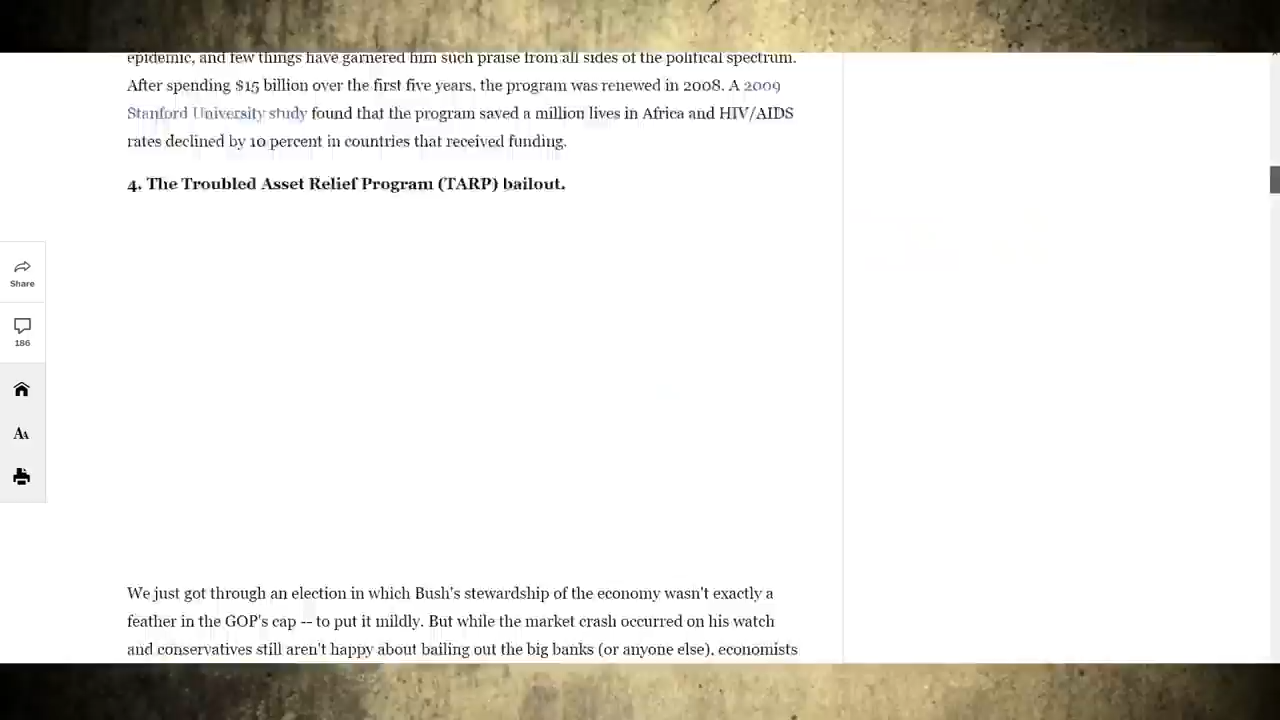 epidemic, and few things have garnered him such praise from all sides of the political spectrum.
After spending $15 billion over the first five years, the program was renewed in 2008. A 2009
Stanford University study found that the program saved a million lives in Africa and HIV/AIDS
rates declined by 10 percent in countries that received funding.
4. The Troubled Asset Relief Program (TARP) bailout.
Share
186
AA
We just got through an election in which Bush's stewardship of the economy wasn't exactly a
feather in the GOP's cap -- to put it mildly. But while the market crash occurred on his watch
and conservatives still aren't happy about bailing out the big banks (or anyone else), economists